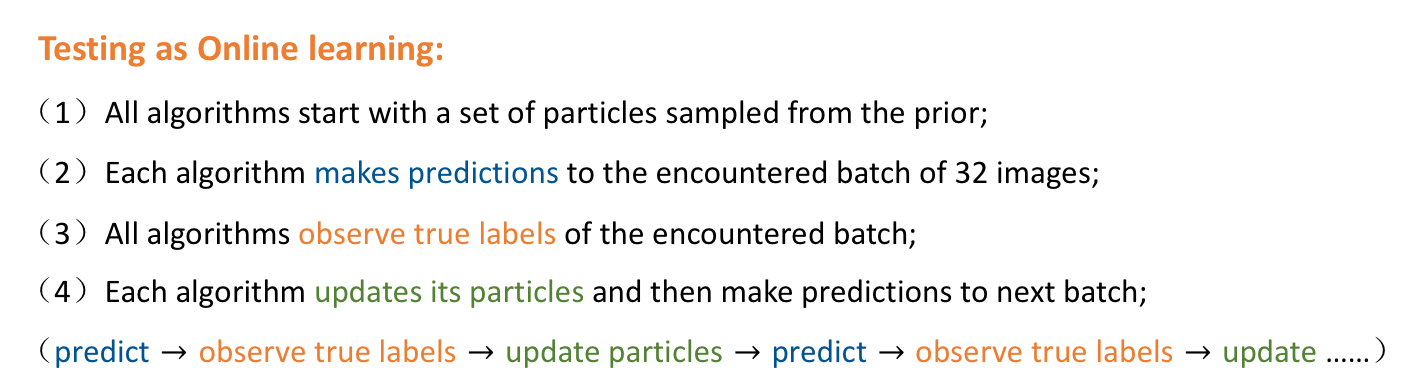 Testing as Online learning:
（1）All algorithms start with a set of particles sampled from the prior;
（2）Each algorithm makes predictions to the encountered batch of 32 images;
（3）All algorithms observe true labels of the encountered batch;
（4）Each algorithm updates its particles and then make predictions to next batch;
（predict → observe true labels → update particles → predict → observe true labels → update ……）